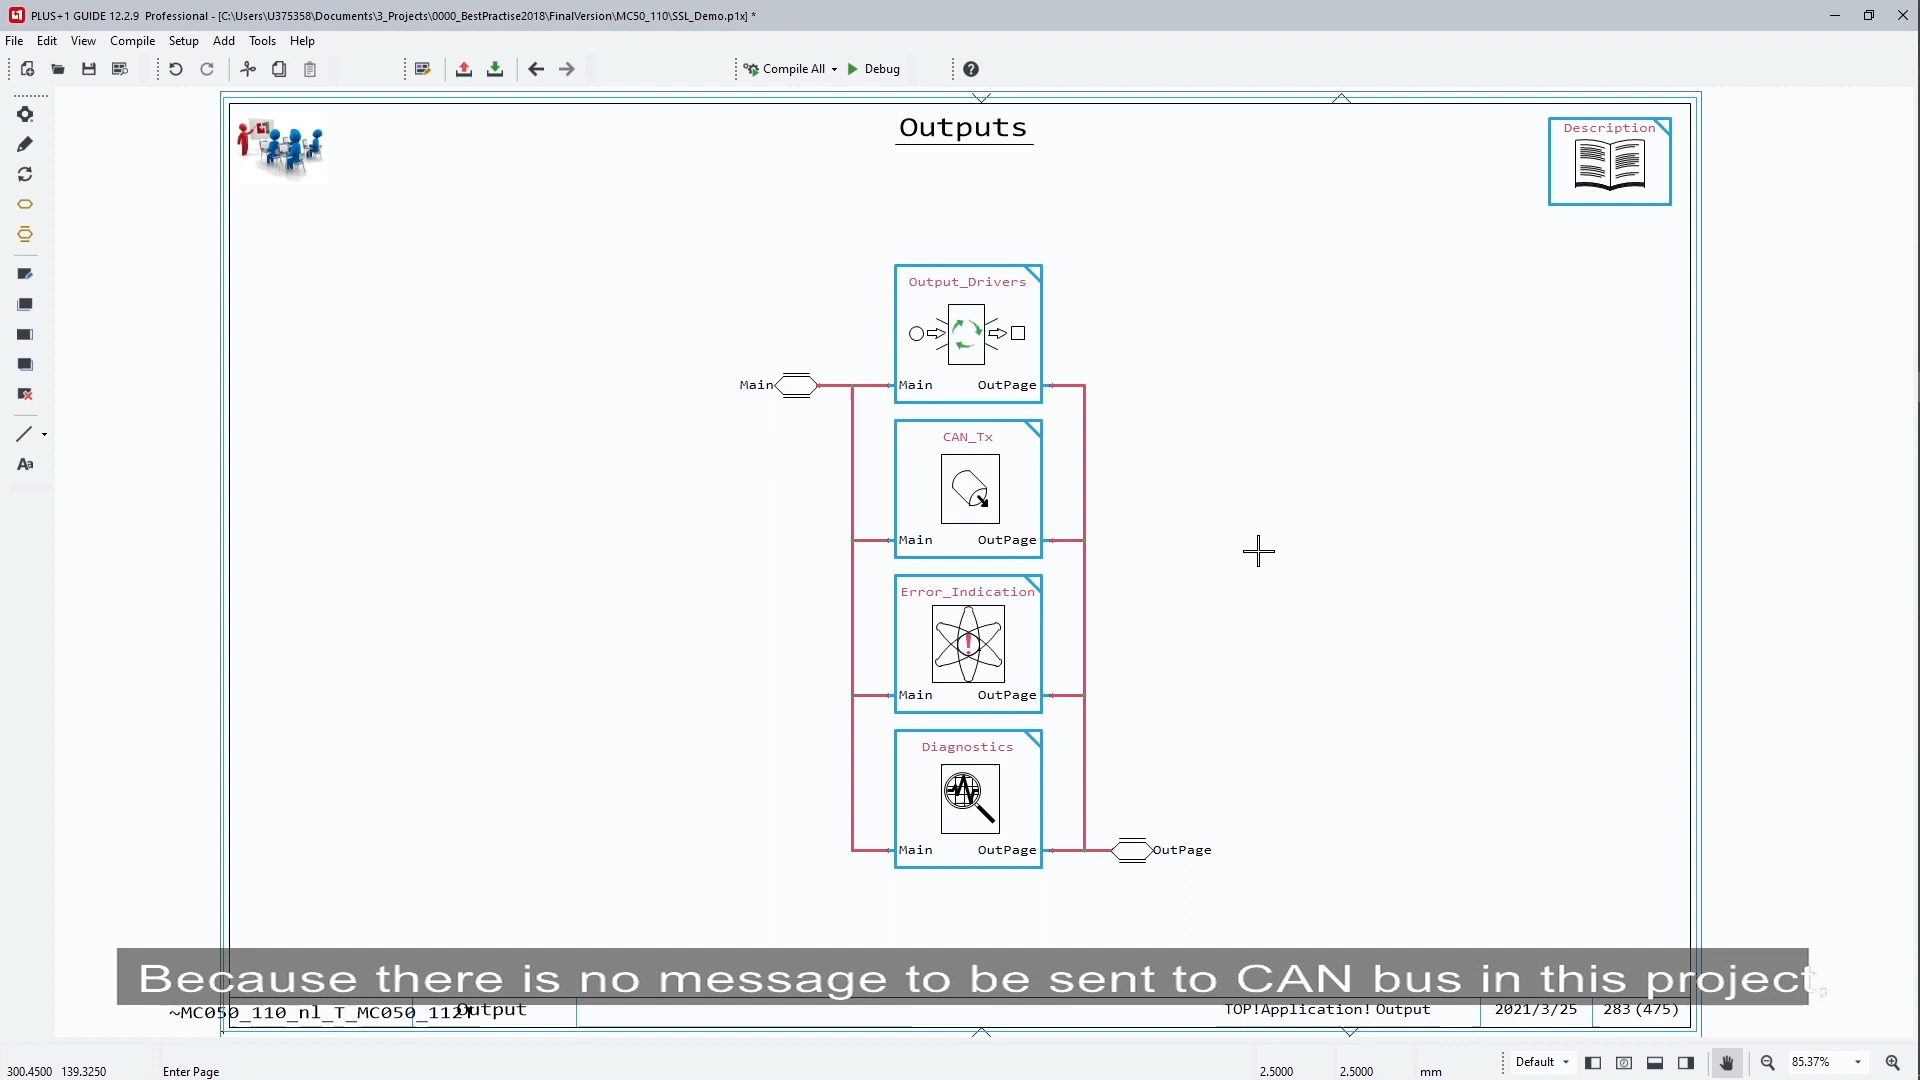 PLUS+1 GUIDE 12.2.9 Professional - [C:\Users\U375358\Documents\3_Projects\0000_BestPractise2018\FinalVersion\MC50_110\SSL_Demo.p1x] *
File Edit View Compile Setup Add Tools Help
Compile All Debug
Outputs
Description
Output_Drivers
Main
Main OutPage
CAN_Tx
Main OutPage
Error_Indication
!
Main OutPage
Diagnostics
Main OutPage
OutPage
Because there is no message to be sent to CAN bus in this project,
~MC050_110_nl_T_MC050_112T Output TOP!Application!Output 2021/3/25 283 (475)
Aa
300.4500 139.3250 Enter Page 2.5000 2.5000 mm Default 85.37%